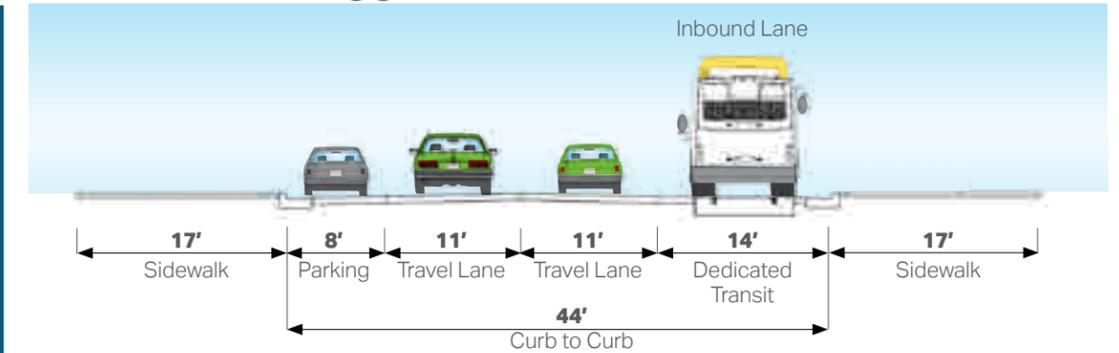 Inbound Lane
17′ 8′ 11′ 11′ 14′ 17′
Sidewalk Parking Travel Lane Travel Lane Dedicated Transit Sidewalk
44′
Curb to Curb